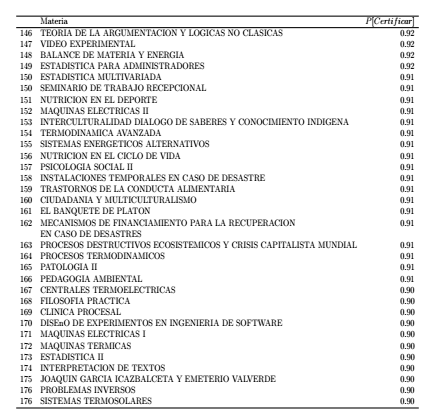 Materia P[Certificar]
146 TEORIA DE LA ARGUMENTACION Y LOGICAS NO CLASICAS 0.92
147 VIDEO EXPERIMENTAL 0.92
148 BALANCE DE MATERIA Y ENERGIA 0.92
149 ESTADISTICA PARA ADMINISTRADORES 0.92
150 ESTADISTICA MULTIVARIADA 0.91
150 SEMINARIO DE TRABAJO RECEPCIONAL 0.91
151 NUTRICION EN EL DEPORTE 0.91
152 MAQUINAS ELECTRICAS II 0.91
153 INTERCULTURALIDAD DIALOGO DE SABERES Y CONOCIMIENTO INDIGENA 0.91
154 TERMODINAMICA AVANZADA 0.91
155 SISTEMAS ENERGETICOS ALTERNATIVOS 0.91
156 NUTRICION EN EL CICLO DE VIDA 0.91
157 PSICOLOGIA SOCIAL II 0.91
158 INSTALACIONES TEMPORALES EN CASO DE DESASTRE 0.91
159 TRASTORNOS DE LA CONDUCTA ALIMENTARIA 0.91
160 CIUDADANIA Y MULTICULTURALISMO 0.91
161 EL BANQUETE DE PLATON 0.91
162 MECANISMOS DE FINANCIAMIENTO PARA LA RECUPERACION 0.91
EN CASO DE DESASTRES
163 PROCESOS DESTRUCTIVOS ECOSISTEMICOS Y CRISIS CAPITALISTA MUNDIAL 0.91
164 PROCESOS TERMODINAMICOS 0.91
165 PATOLOGIA II 0.91
166 PEDAGOGIA AMBIENTAL 0.91
167 CENTRALES TERMOELECTRICAS 0.90
168 FILOSOFIA PRACTICA 0.90
169 CLINICA PROCESAL 0.90
170 DISEnO DE EXPERIMENTOS EN INGENIERIA DE SOFTWARE 0.90
171 MAQUINAS ELECTRICAS I 0.90
172 MAQUINAS TERMICAS 0.90
173 ESTADISTICA II 0.90
174 INTERPRETACION DE TEXTOS 0.90
175 JOAQUIN GARCIA ICAZBALCETA Y EMETERIO VALVERDE 0.90
176 PROBLEMAS INVERSOS 0.90
176 SISTEMAS TERMOSOLARES 0.90